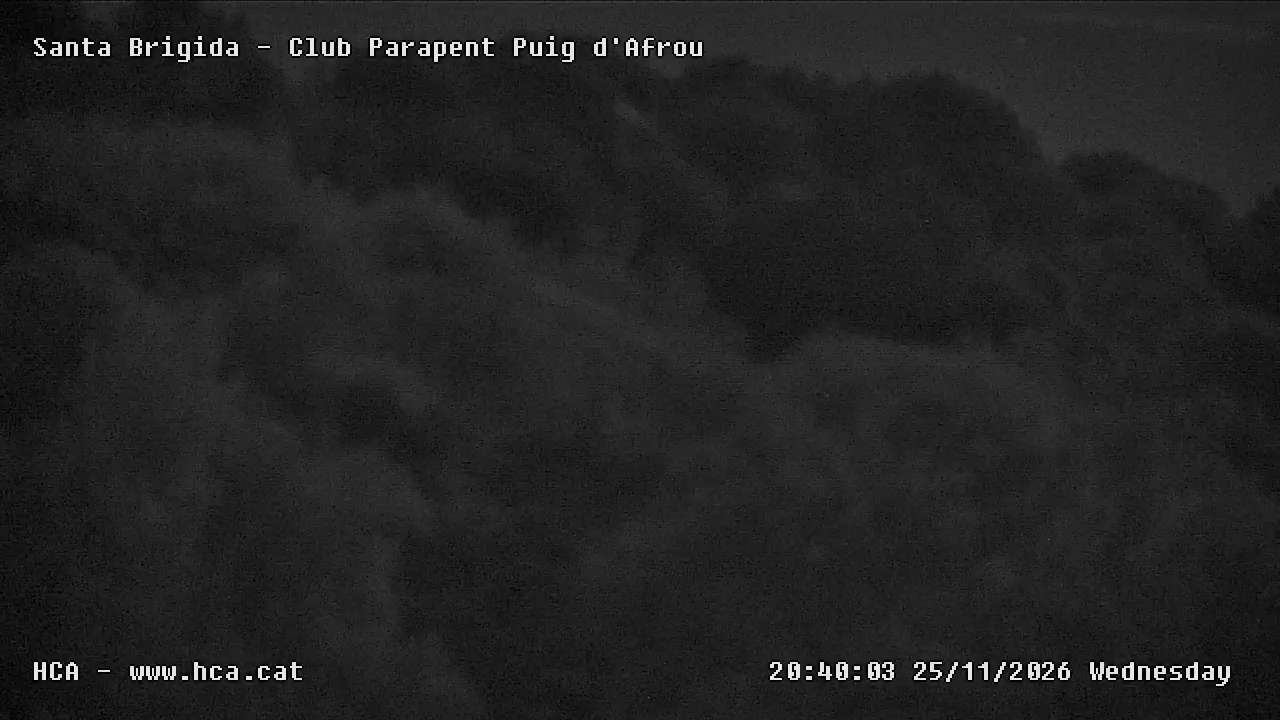 Santa Brigida - Club Parapent Puig d'Afrou
HCA - www.hca.cat
20:40:03 25/11/2026 Wednesday